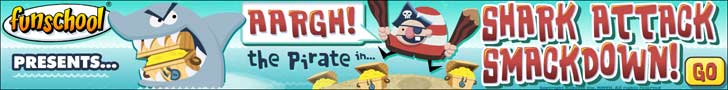 funschool
PRESENTS...
AARGH!
the Pirate in...
SHARK ATTACK
SMACKDOWN!
GO